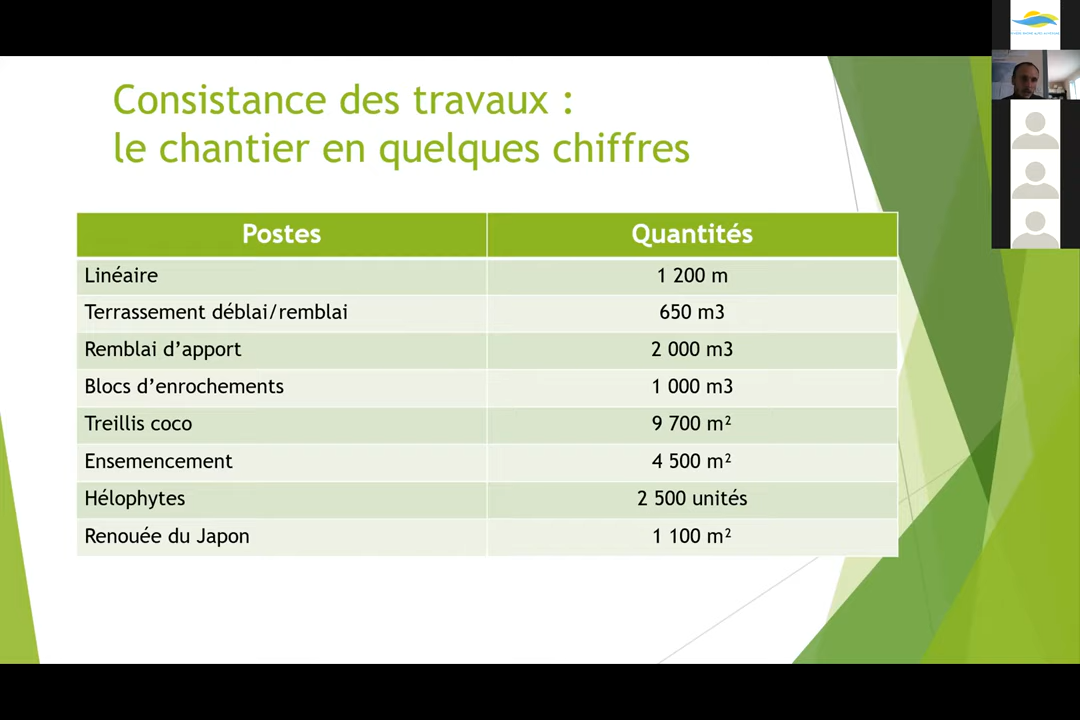 Consistance des travaux :
le chantier en quelques chiffres
Postes Quantités
Linéaire 1 200 m
Terrassement déblai/remblai 650 m3
Remblai d’apport 2 000 m3
Blocs d’enrochements 1 000 m3
Treillis coco 9 700 m²
Ensemencement 4 500 m²
Hélophytes 2 500 unités
Renouée du Japon 1 100 m²